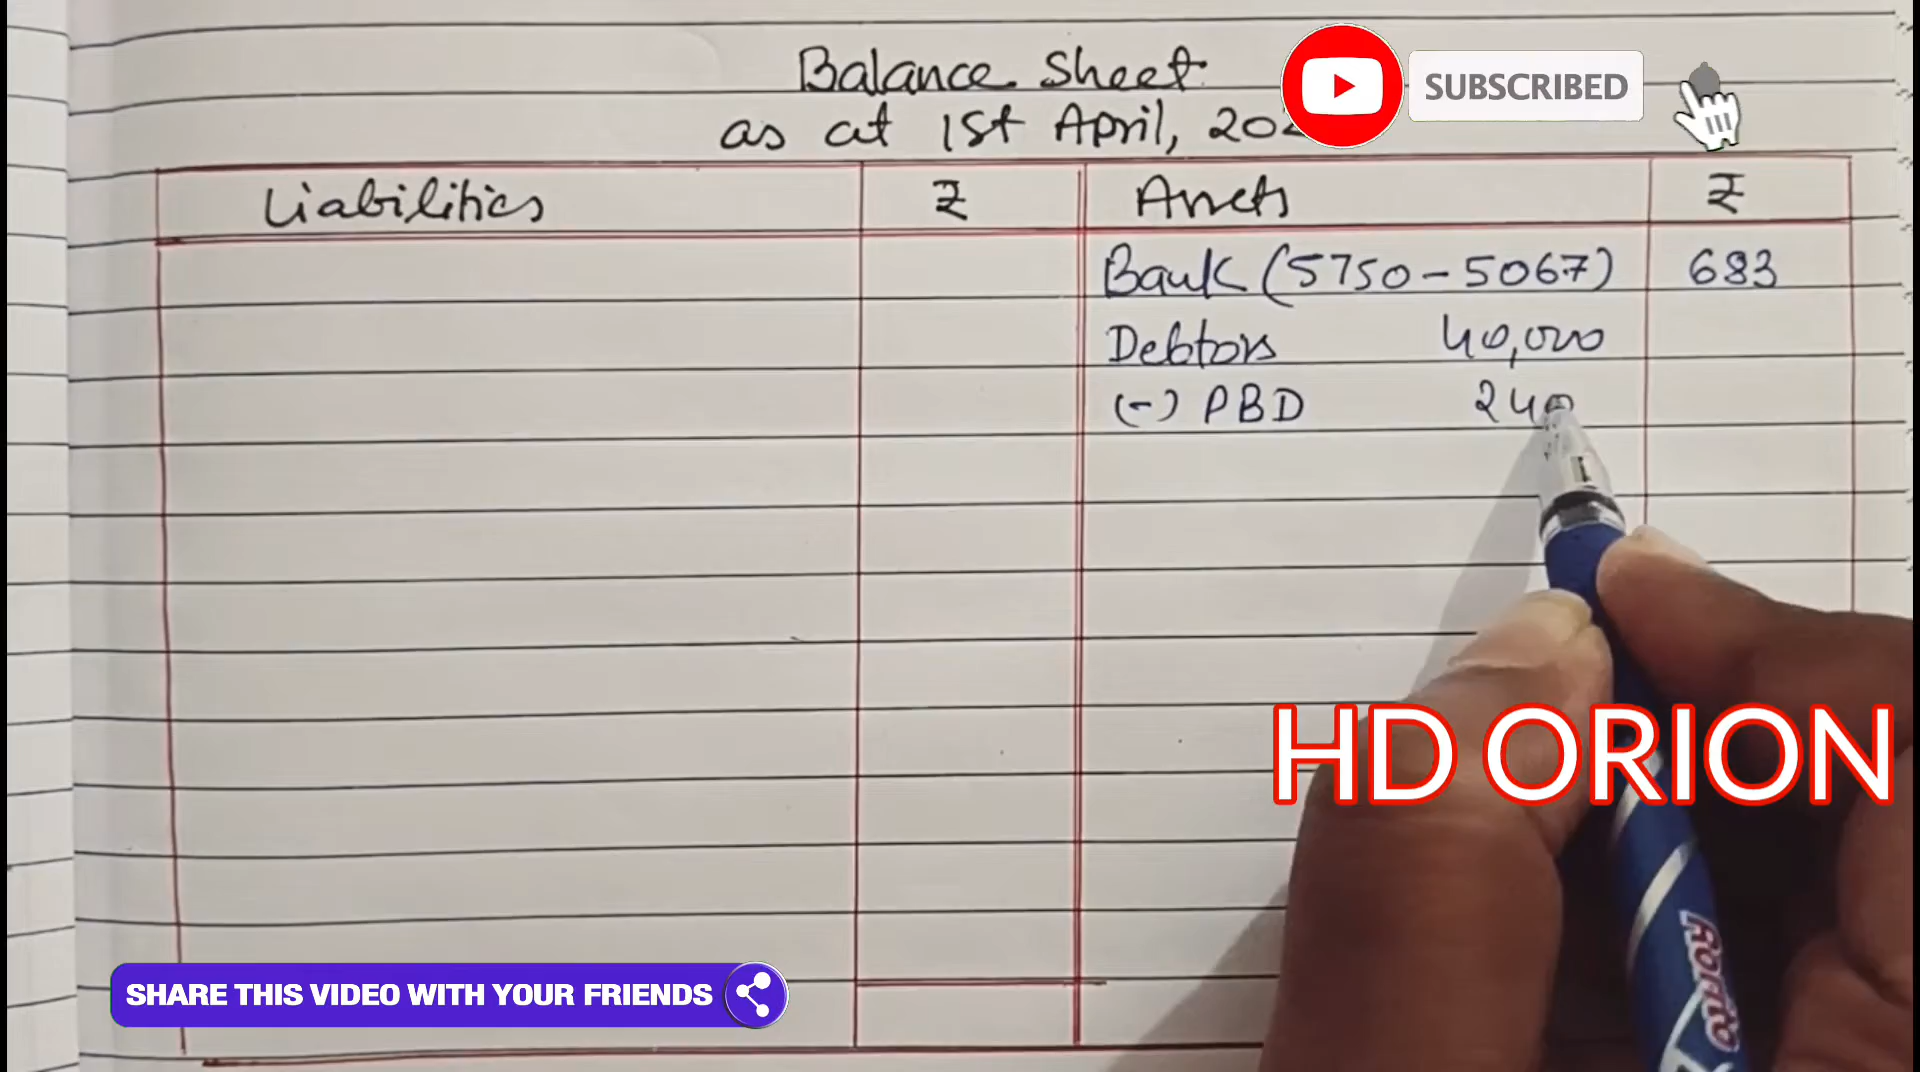 Balance Sheet
SUBSCRIBED
as at 1st April,
Liabilities ₹ Assets ₹
Bank (5750 - 5067) 683
Debtors 40,000
(-) PBD 240
HD ORION
Rorito
SHARE THIS VIDEO WITH YOUR FRIENDS